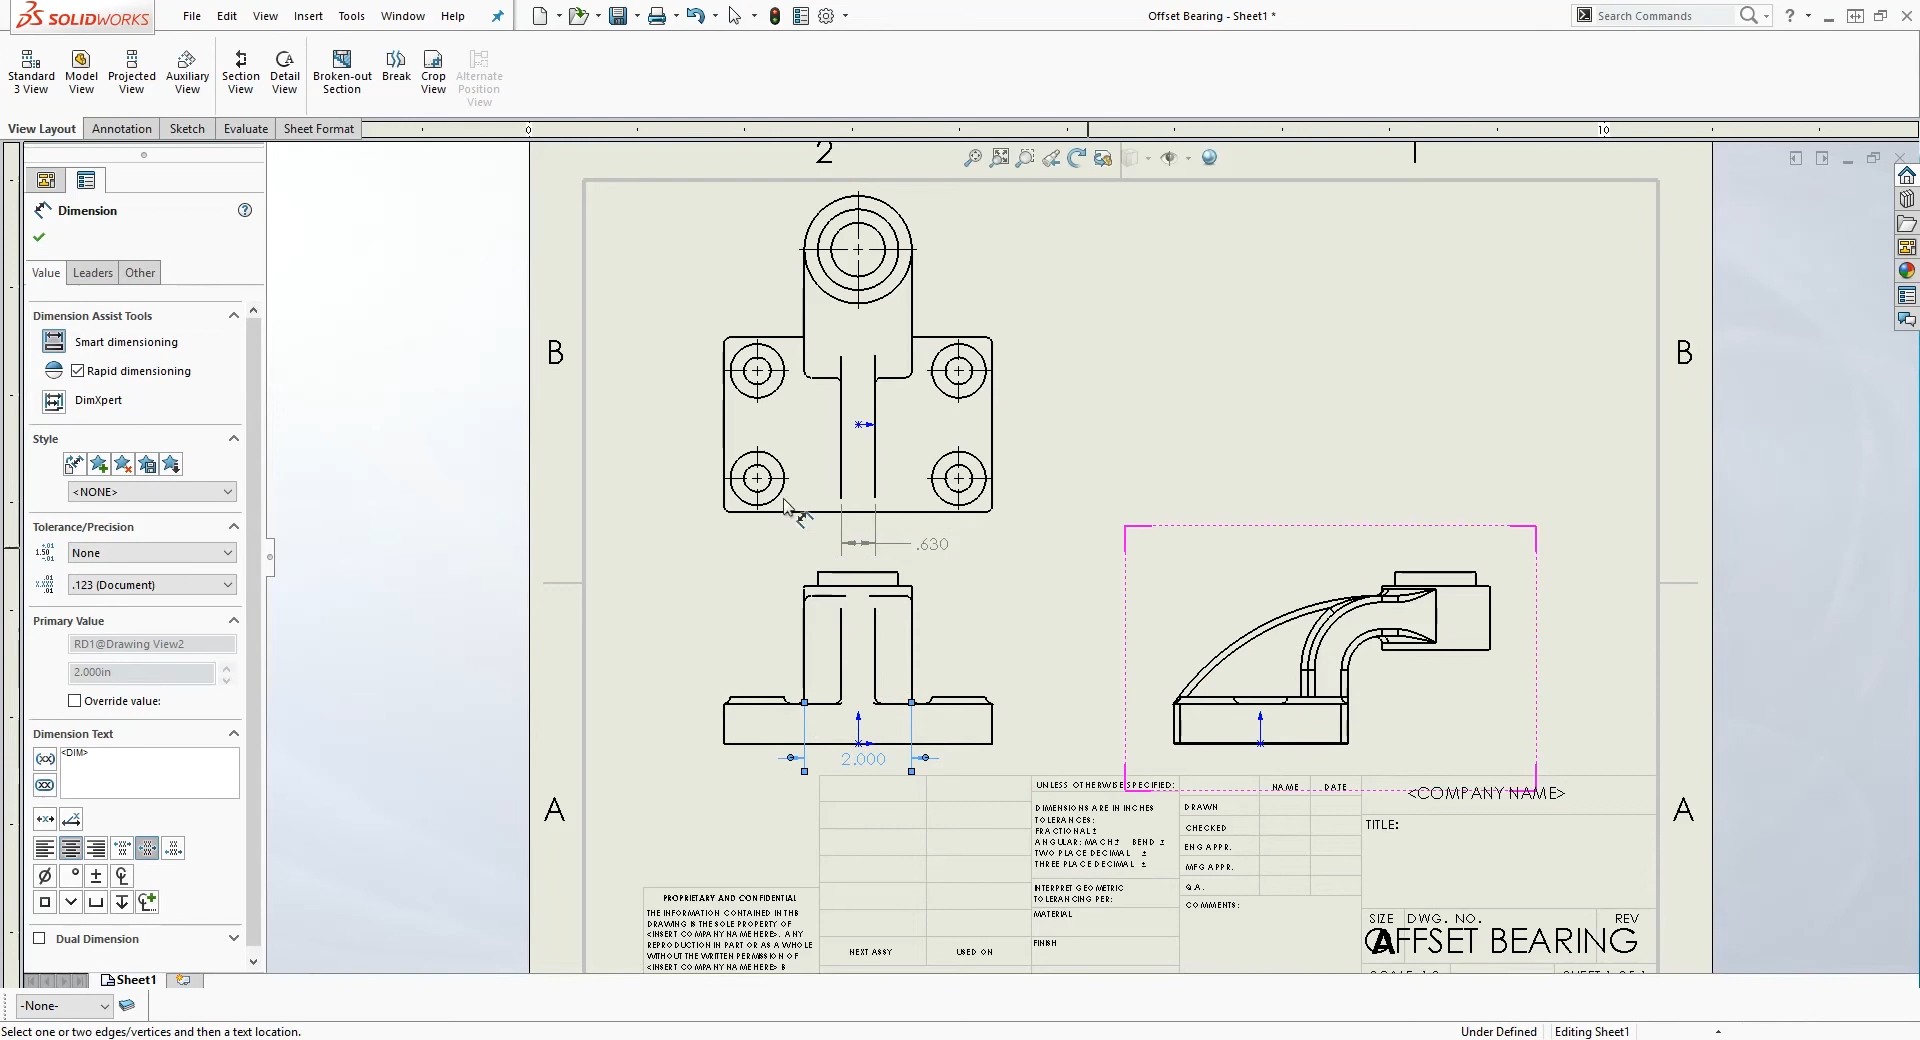 SOLIDWORKS
File Edit View Insert Tools Window Help
Offset Bearing - Sheet1 *
Search Commands
?
Standard 3 View
Model View
Projected View
Auxiliary View
Section View
Detail View
Broken-out Section
Break
Crop View
Alternate Position View
View Layout Annotation Sketch Evaluate Sheet Format
0
10
2
1
Dimension
Value Leaders Other
Dimension Assist Tools
Smart dimensioning
Rapid dimensioning
DimXpert
Style
<NONE>
Tolerance/Precision
None
.123 (Document)
Primary Value
RD1@Drawing View2
2.000in
Override value:
Dimension Text
<DIM>
Dual Dimension
B
B
.630
2.000
A
A
UNLESS OTHERWISE SPECIFIED:
DIMENSIONS ARE IN INCHES
TOLERANCES:
FRACTIONAL ±
ANGULAR: MACH ± BEND ±
TWO PLACE DECIMAL ±
THREE PLACE DECIMAL ±
INTERPRET GEOMETRIC
TOLERANCING PER:
MATERIAL
FINISH
NAME DATE
DRAWN
CHECKED
ENG APPR.
MFG APPR.
Q.A.
COMMENTS:
<COMPANY NAME>
TITLE:
SIZE DWG. NO. REV
A
OFFSET BEARING
PROPRIETARY AND CONFIDENTIAL
THE INFORMATION CONTAINED IN THIS
DRAWING IS THE SOLE PROPERTY OF
<INSERT COMPANY NAME HERE>. ANY
REPRODUCTION IN PART OR AS A WHOLE
WITHOUT THE WRITTEN PERMISSION OF
<INSERT COMPANY NAME HERE> IS
NEXT ASSY USED ON
Sheet1
-None-
Select one or two edges/vertices and then a text location.
Under Defined
Editing Sheet1